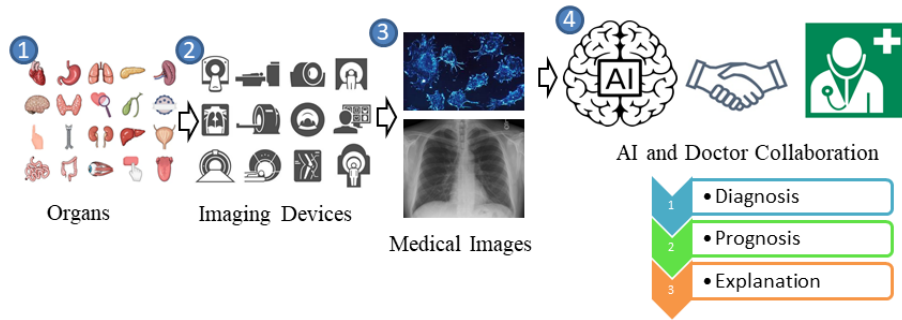 1
2
3
4
AI
Organs
Imaging Devices
Medical Images
AI and Doctor Collaboration
1 • Diagnosis
2 • Prognosis
3 • Explanation